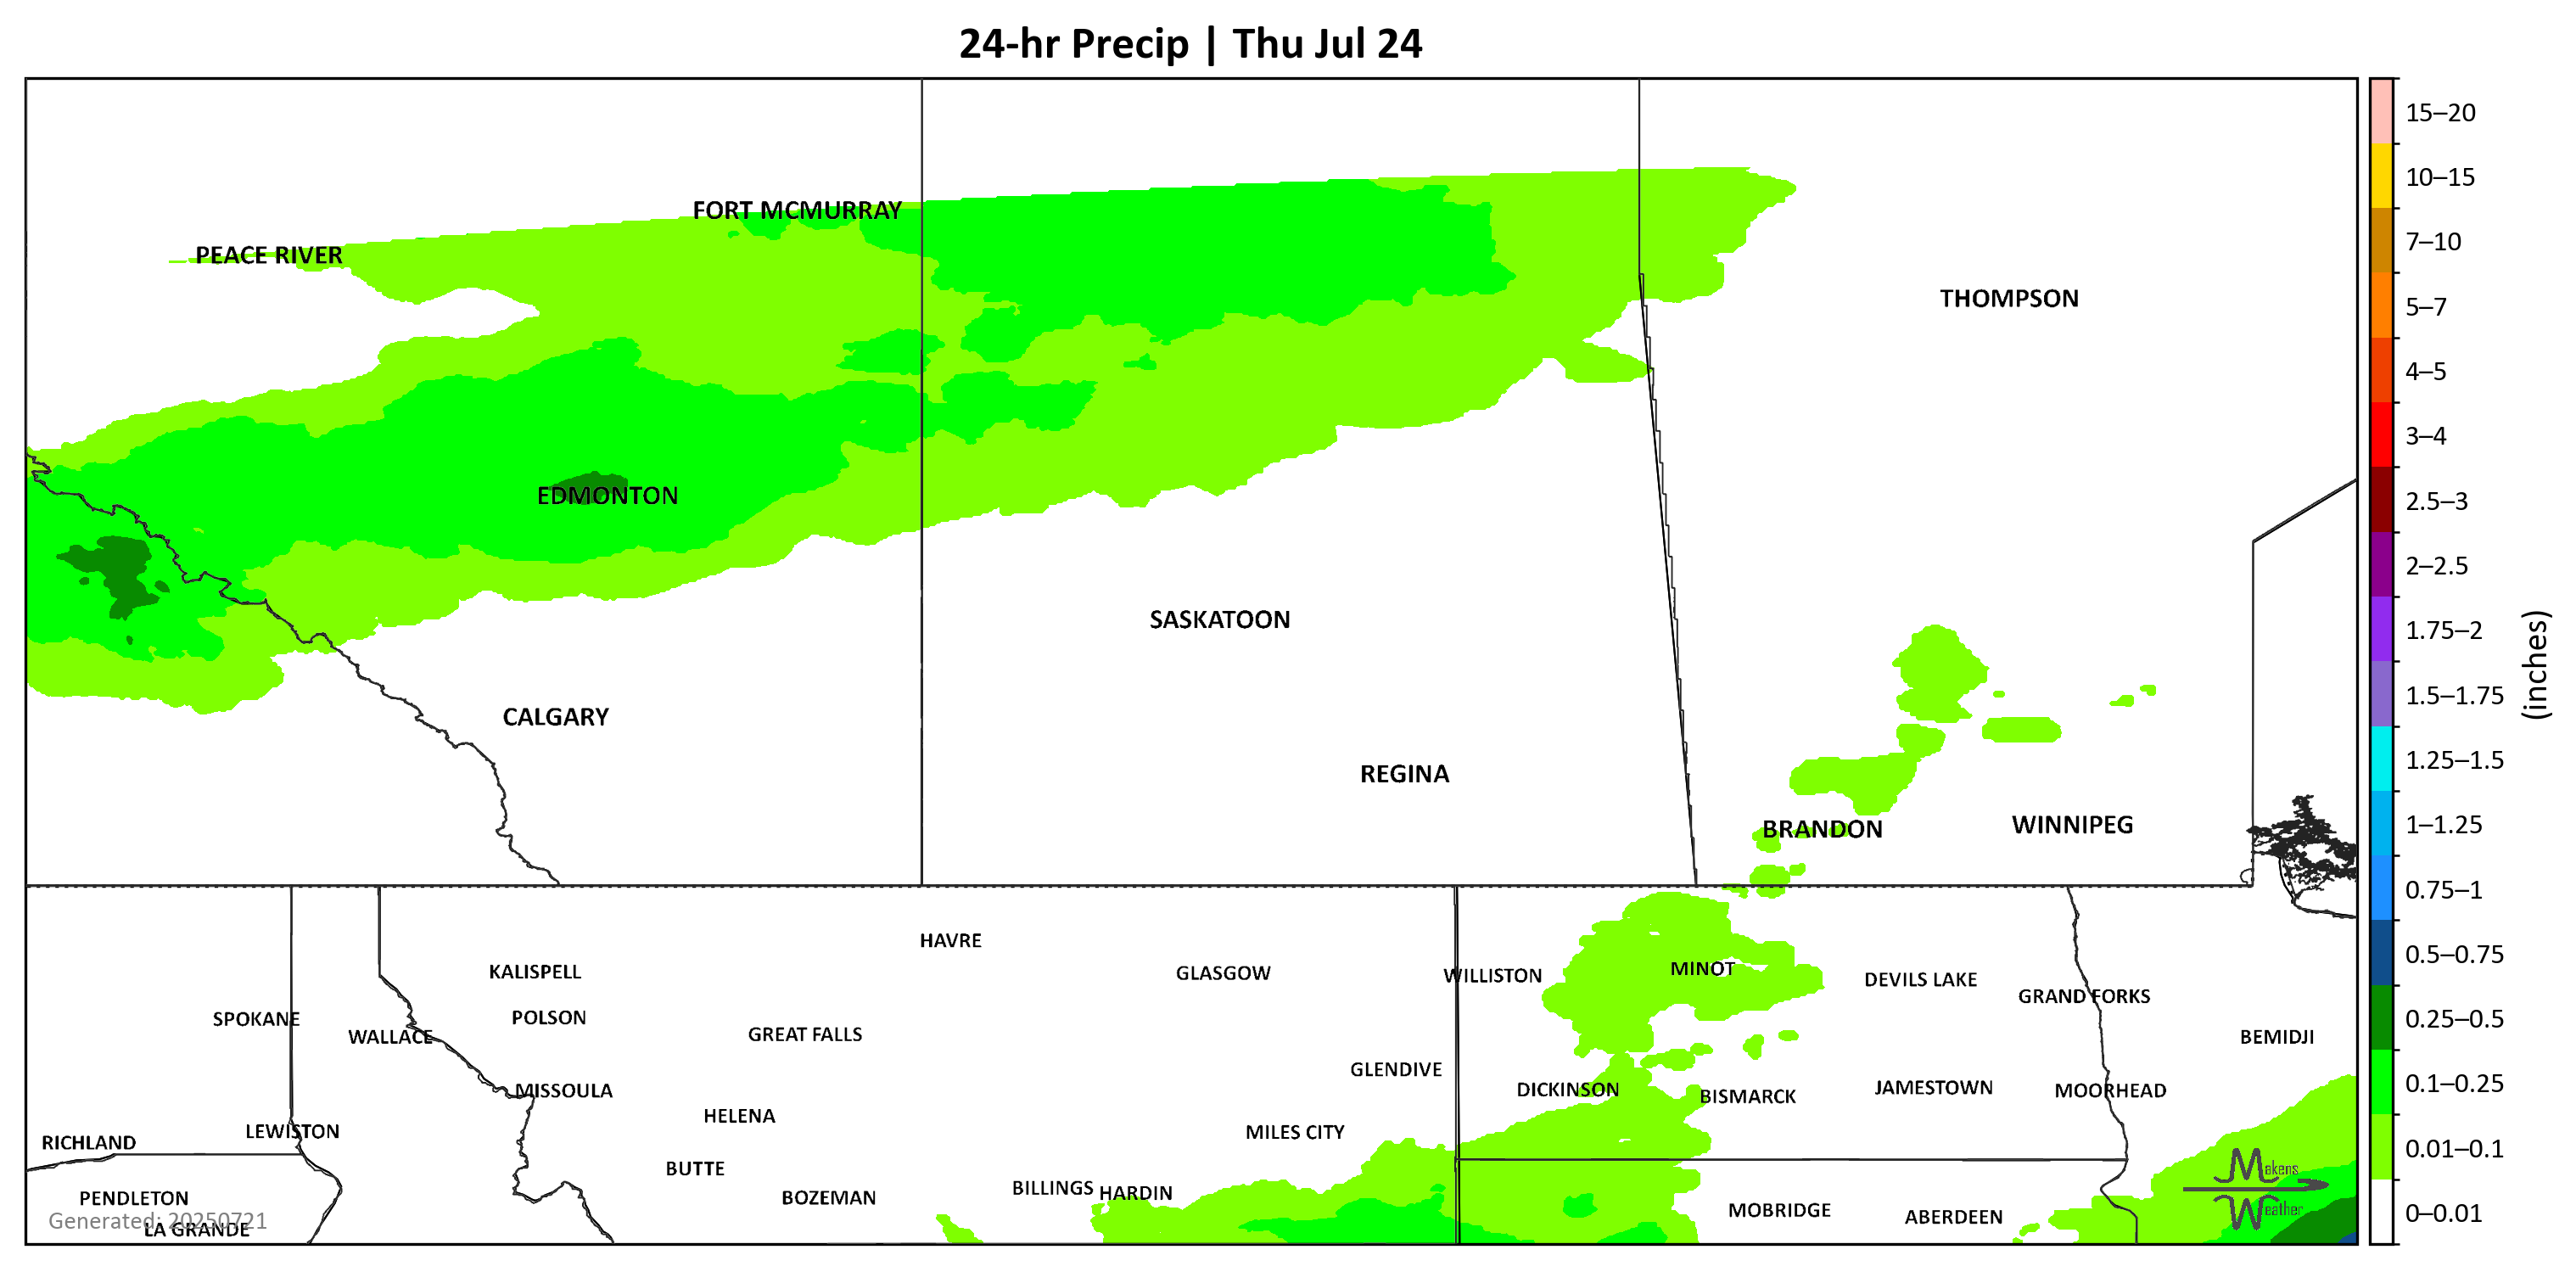 24-hr Precip | Thu Jul 24
FORT MCMURRAY
PEACE RIVER
THOMPSON
EDMONTON
SASKATOON
CALGARY
REGINA
BRANDON
WINNIPEG
HAVRE
KALISPELL
GLASGOW
WILLISTON
MINOT
DEVILS LAKE
GRAND FORKS
SPOKANE
POLSON
WALLACE
GREAT FALLS
BEMIDJI
GLENDIVE
MISSOULA
DICKINSON
BISMARCK
JAMESTOWN
MOORHEAD
HELENA
LEWISTON
MILES CITY
RICHLAND
BUTTE
PENDLETON
BOZEMAN
BILLINGS
HARDIN
MOBRIDGE
ABERDEEN
Generated: 20250721
LA GRANDE
Makens
Weather
15–20
10–15
7–10
5–7
4–5
3–4
2.5–3
2–2.5
1.75–2
1.5–1.75
1.25–1.5
1–1.25
0.75–1
0.5–0.75
0.25–0.5
0.1–0.25
0.01–0.1
0–0.01
(inches)